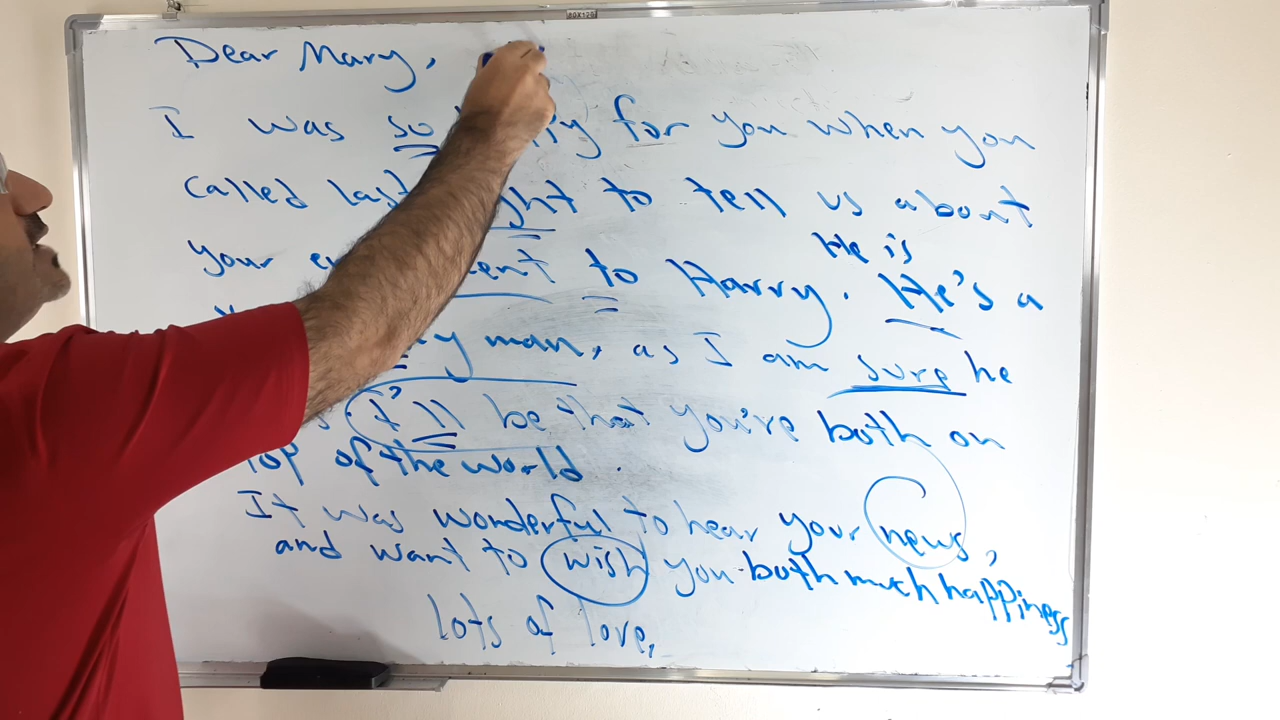 Dear Mary,
I was so for you when you
called last to tell us about
your to Harry. He's a
He is
man, as I am sure he
I'll be that you're both on
top of the world.
It was wonderful to hear your news,
and want to wish you both much happiness
lots of love,